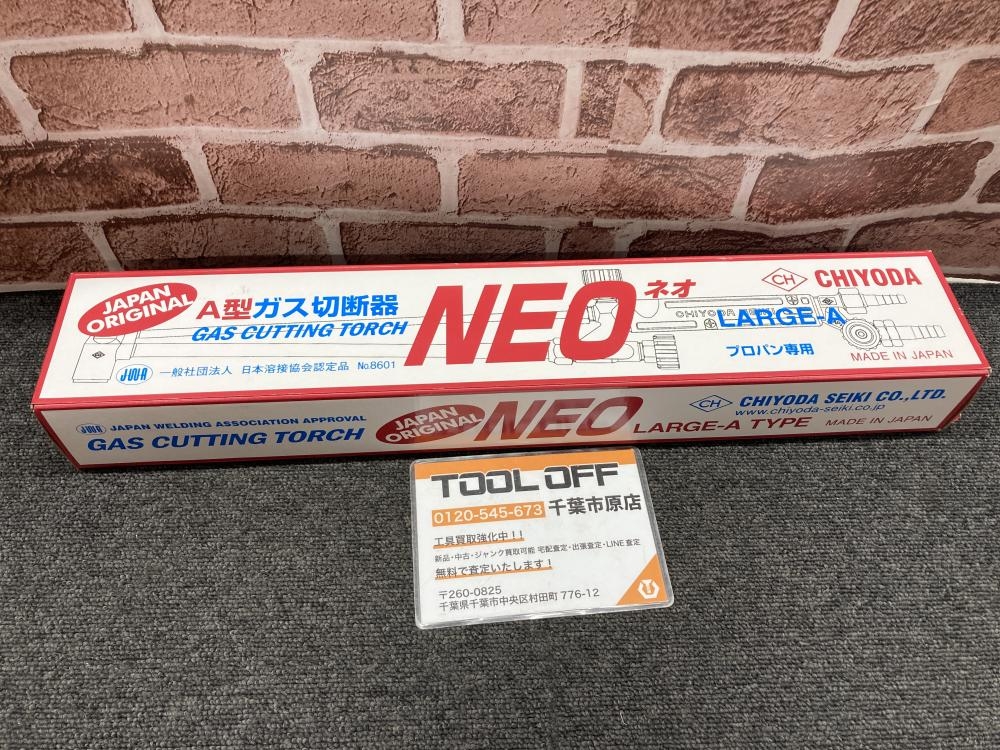 JAPAN ORIGINAL
A型ガス切断器
GAS CUTTING TORCH
NEO
ネオ
CH CHIYODA
CHIYODA
LARGE-A
プロパン専用
MADE IN JAPAN
JWA 一般社団法人 日本溶接協会認定品 No.8601
JWA JAPAN WELDING ASSOCIATION APPROVAL
GAS CUTTING TORCH
JAPAN ORIGINAL
NEO
LARGE-A TYPE
CH CHIYODA SEIKI CO.,LTD.
www.chiyoda-seiki.co.jp
MADE IN JAPAN
TOOL OFF
0120-545-673 千葉市原店
工具買取強化中!!
新品・中古・ジャンク買取可能 宅配査定・出張査定・LINE査定
無料で査定いたします!
〒260-0825
千葉県千葉市中央区村田町 776-12